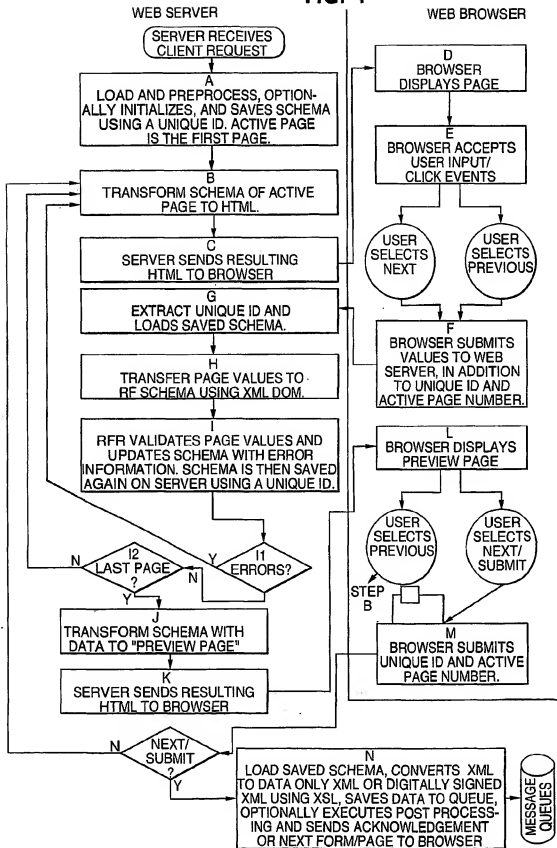 WEB SERVER
WEB BROWSER
SERVER RECEIVES
CLIENT REQUEST
A
LOAD AND PREPROCESS, OPTION-
ALLY INITIALIZES, AND SAVES SCHEMA
USING A UNIQUE ID. ACTIVE PAGE
IS THE FIRST PAGE.
B
TRANSFORM SCHEMA OF ACTIVE
PAGE TO HTML.
C
SERVER SENDS RESULTING
HTML TO BROWSER
G
EXTRACT UNIQUE ID AND
LOADS SAVED SCHEMA.
H
TRANSFER PAGE VALUES TO
RF SCHEMA USING XML DOM.
I
RFR VALIDATES PAGE VALUES AND
UPDATES SCHEMA WITH ERROR
INFORMATION. SCHEMA IS THEN SAVED
AGAIN ON SERVER USING A UNIQUE ID.
I1
ERRORS?
Y
N
I2
LAST PAGE
?
N
Y
J
TRANSFORM SCHEMA WITH
DATA TO "PREVIEW PAGE"
K
SERVER SENDS RESULTING
HTML TO BROWSER
D
BROWSER
DISPLAYS PAGE
E
BROWSER ACCEPTS
USER INPUT/
CLICK EVENTS
USER
SELECTS
NEXT
USER
SELECTS
PREVIOUS
F
BROWSER SUBMITS
VALUES TO WEB
SERVER, IN ADDITION
TO UNIQUE ID AND
ACTIVE PAGE NUMBER.
L
BROWSER DISPLAYS
PREVIEW PAGE
USER
SELECTS
PREVIOUS
USER
SELECTS
NEXT/
SUBMIT
STEP
B
M
BROWSER SUBMITS
UNIQUE ID AND ACTIVE
PAGE NUMBER.
N
NEXT/
SUBMIT
?
Y
N
LOAD SAVED SCHEMA, CONVERTS XML
TO DATA ONLY XML OR DIGITALLY SIGNED
XML USING XSL, SAVES DATA TO QUEUE,
OPTIONALLY EXECUTES POST PROCESS-
ING AND SENDS ACKNOWLEDGEMENT
OR NEXT FORM/PAGE TO BROWSER
MESSAGE
QUEUES